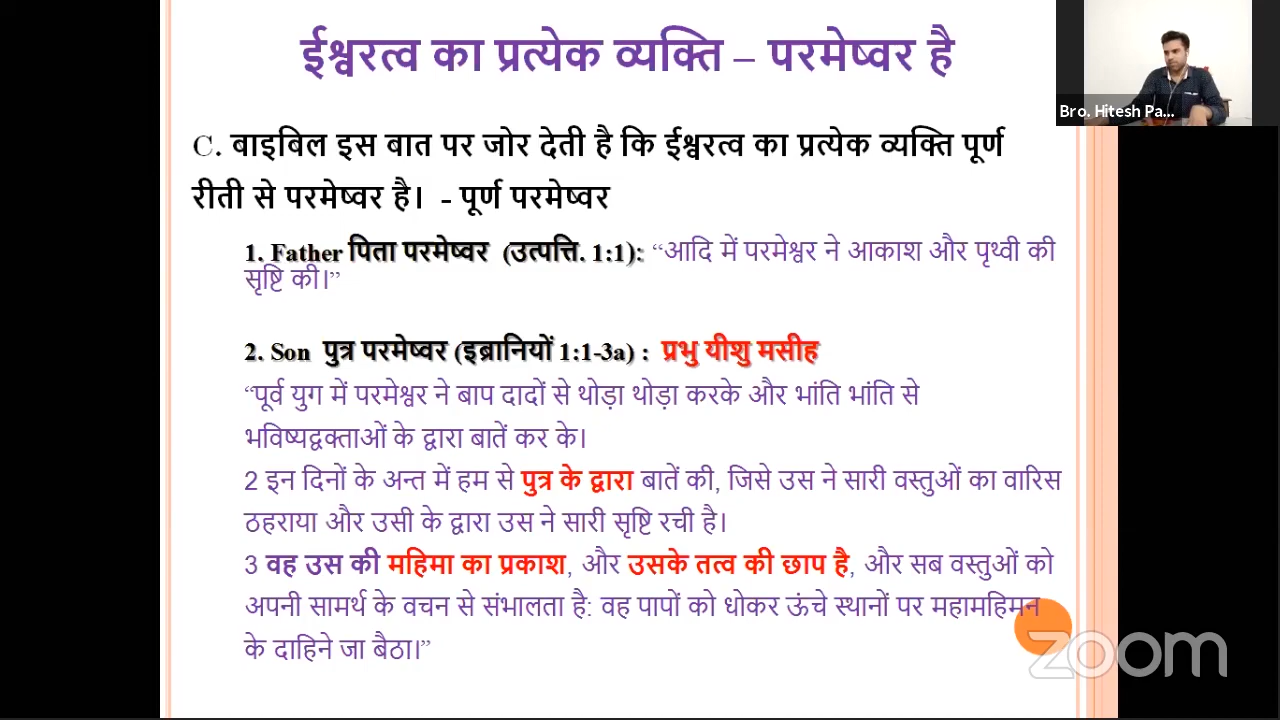 ईश्वरत्व का प्रत्येक व्यक्ति – परमेष्वर है
Bro. Hitesh Pa...
C. बाइबिल इस बात पर जोर देती है कि ईश्वरत्व का प्रत्येक व्यक्ति पूर्ण
रीती से परमेष्वर है। - पूर्ण परमेष्वर
1. Father पिता परमेष्वर (उत्पत्ति. 1:1): “आदि में परमेश्वर ने आकाश और पृथ्वी की
सृष्टि की।”
2. Son पुत्र परमेष्वर (इब्रानियों 1:1-3a) : प्रभु यीशु मसीह
“पूर्व युग में परमेश्वर ने बाप दादों से थोड़ा थोड़ा करके और भांति भांति से
भविष्यद्वक्ताओं के द्वारा बातें कर के।
2 इन दिनों के अन्त में हम से पुत्र के द्वारा बातें की, जिसे उस ने सारी वस्तुओं का वारिस
ठहराया और उसी के द्वारा उस ने सारी सृष्टि रची है।
3 वह उस की महिमा का प्रकाश, और उसके तत्व की छाप है, और सब वस्तुओं को
अपनी सामर्थ के वचन से संभालता है: वह पापों को धोकर ऊंचे स्थानों पर महामहिमन
के दाहिने जा बैठा।”
zoom